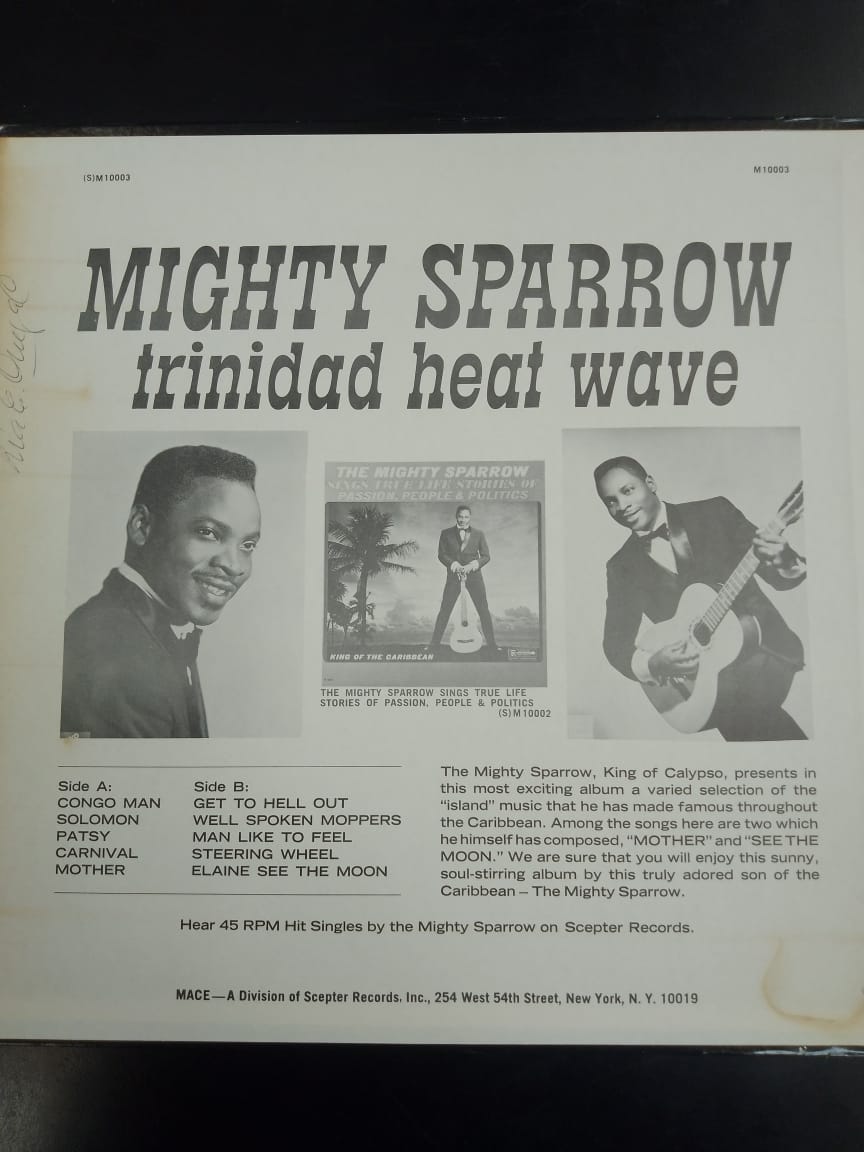 (S)M10003
M10003
MIGHTY SPARROW
trinidad heat wave
THE MIGHTY SPARROW
SINGS TRUE LIFE STORIES OF
PASSION, PEOPLE & POLITICS
KING OF THE CARIBBEAN
THE MIGHTY SPARROW SINGS TRUE LIFE
STORIES OF PASSION, PEOPLE & POLITICS
(S)M10002
Side A:
CONGO MAN
SOLOMON
PATSY
CARNIVAL
MOTHER
Side B:
GET TO HELL OUT
WELL SPOKEN MOPPERS
MAN LIKE TO FEEL
STEERING WHEEL
ELAINE SEE THE MOON
The Mighty Sparrow, King of Calypso, presents in
this most exciting album a varied selection of the
“island” music that he has made famous throughout
the Caribbean. Among the songs here are two which
he himself has composed, “MOTHER” and “SEE THE
MOON.” We are sure that you will enjoy this sunny,
soul-stirring album by this truly adored son of the
Caribbean – The Mighty Sparrow.
Hear 45 RPM Hit Singles by the Mighty Sparrow on Scepter Records.
MACE—A Division of Scepter Records, Inc., 254 West 54th Street, New York, N. Y. 10019